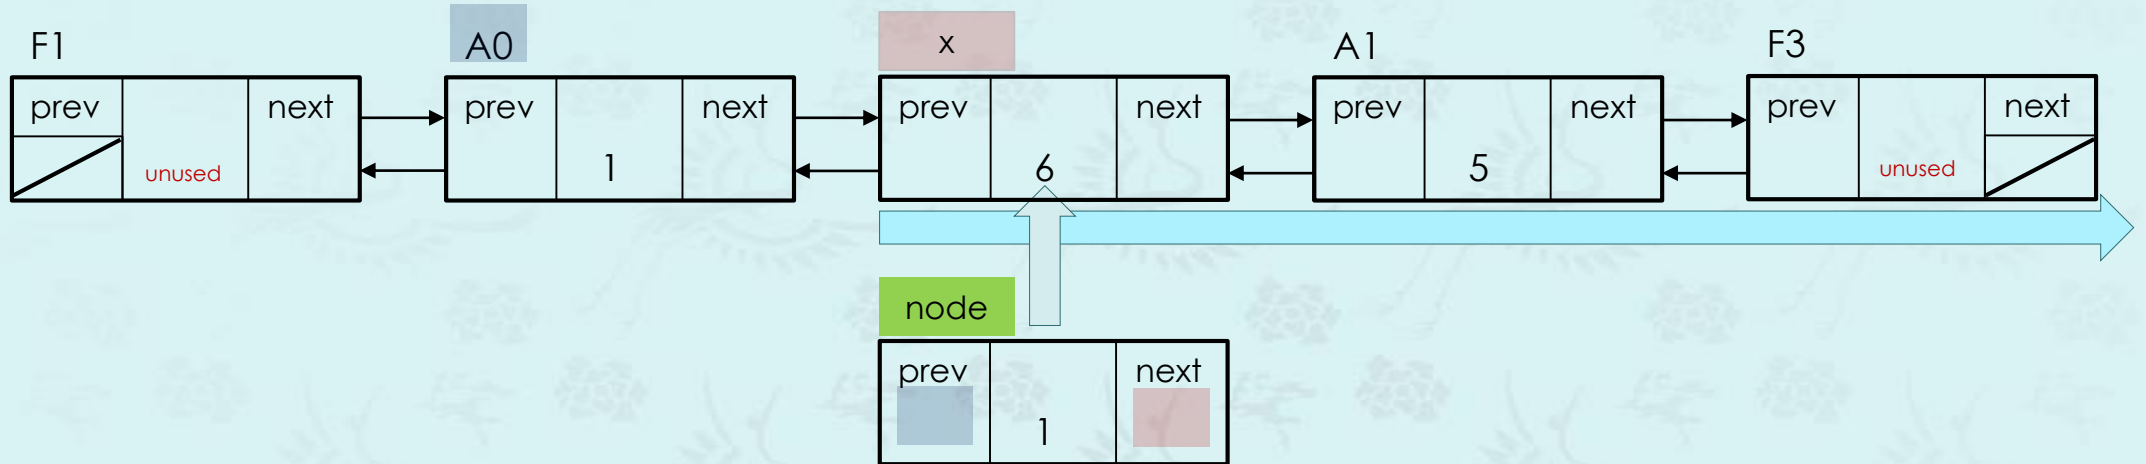 F1 A0 x A1 F3
prev next prev next prev next prev next prev next
unused 1 6 5 unused
node
prev next
1